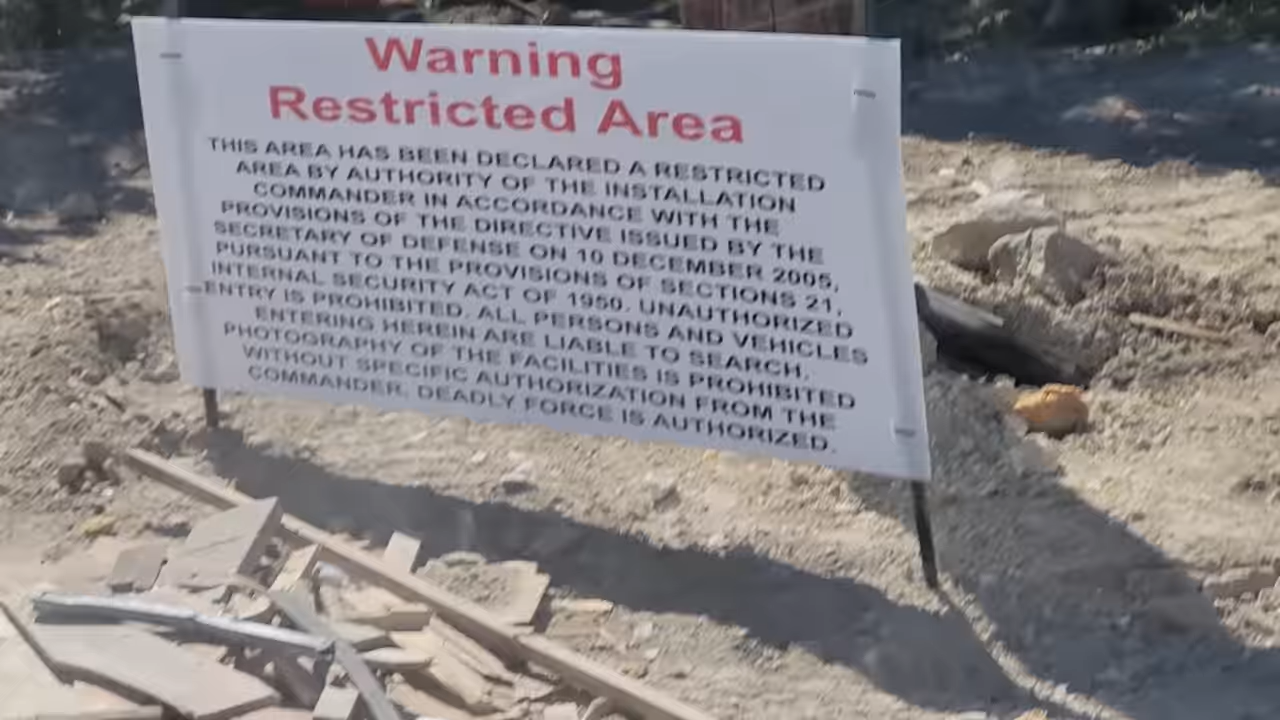 Warning
Restricted Area
THIS AREA HAS BEEN DECLARED A RESTRICTED
AREA BY AUTHORITY OF THE INSTALLATION
COMMANDER IN ACCORDANCE WITH THE
PROVISIONS OF THE DIRECTIVE ISSUED BY THE
SECRETARY OF DEFENSE ON 10 DECEMBER 2005,
PURSUANT TO THE PROVISIONS OF SECTIONS 21,
INTERNAL SECURITY ACT OF 1950. UNAUTHORIZED
ENTRY IS PROHIBITED. ALL PERSONS AND VEHICLES
ENTERING HEREIN ARE LIABLE TO SEARCH.
PHOTOGRAPHY OF THE FACILITIES IS PROHIBITED
WITHOUT SPECIFIC AUTHORIZATION FROM THE
COMMANDER. DEADLY FORCE IS AUTHORIZED.